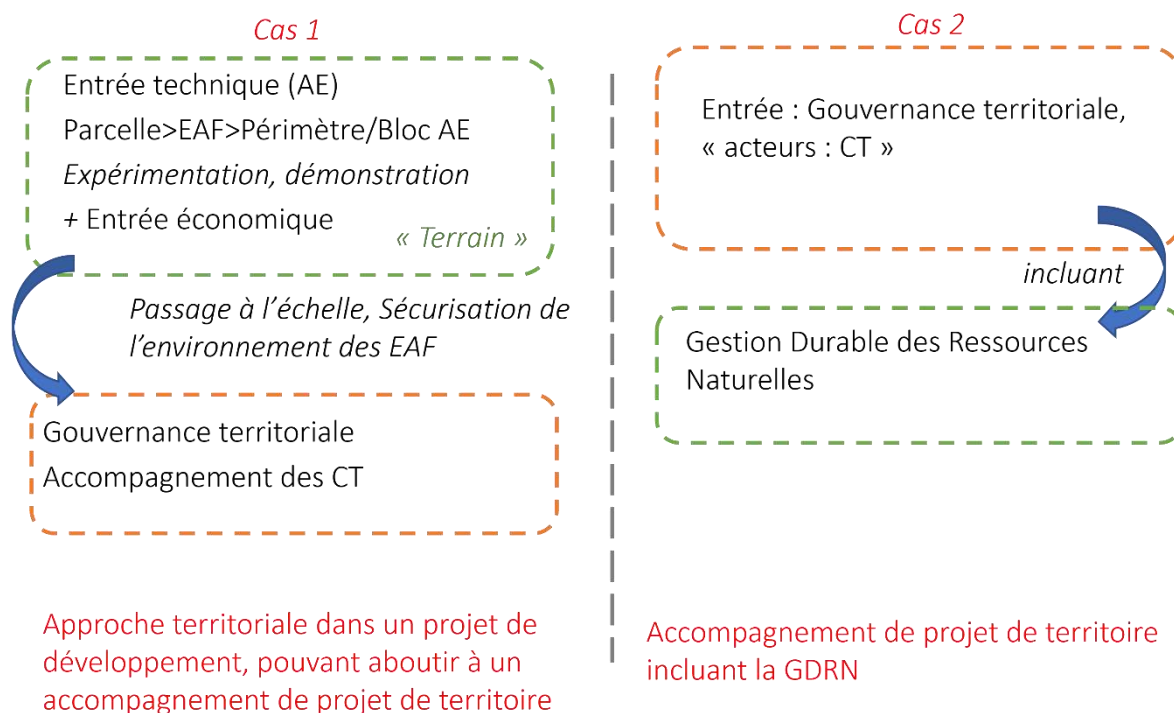 Cas 1
Entrée technique (AE)
Parcelle>EAF>Périmètre/Bloc AE
Expérimentation, démonstration
+ Entrée économique
« Terrain »
Passage à l’échelle, Sécurisation de
l’environnement des EAF
Gouvernance territoriale
Accompagnement des CT
Approche territoriale dans un projet de
développement, pouvant aboutir à un
accompagnement de projet de territoire
Cas 2
Entrée : Gouvernance territoriale,
« acteurs : CT »
incluant
Gestion Durable des Ressources
Naturelles
Accompagnement de projet de territoire
incluant la GDRN